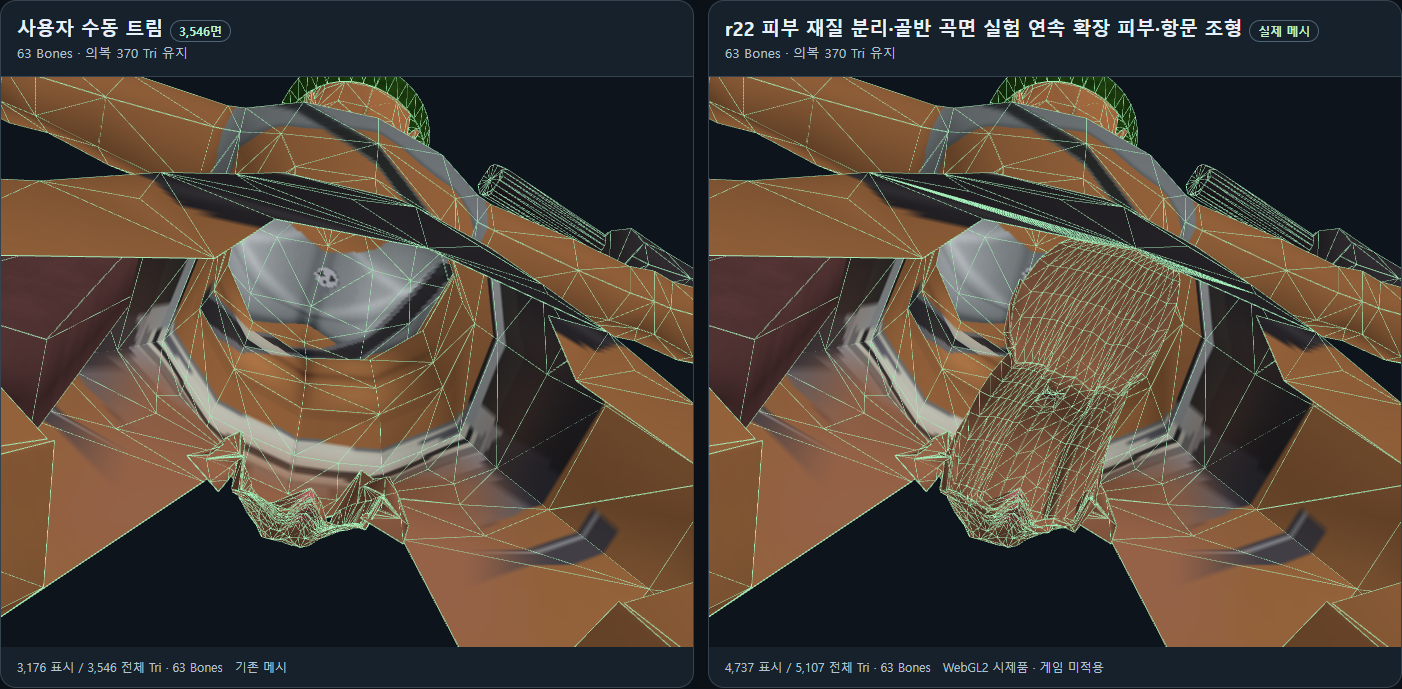 사용자 수동 트림 3,546면
63 Bones · 의복 370 Tri 유지
3,176 표시 / 3,546 전체 Tri · 63 Bones 기존 메시
r22 피부 재질 분리·골반 곡면 실험 연속 확장 피부·항문 조형 실제 메시
63 Bones · 의복 370 Tri 유지
4,737 표시 / 5,107 전체 Tri · 63 Bones WebGL2 시제품 · 게임 미적용